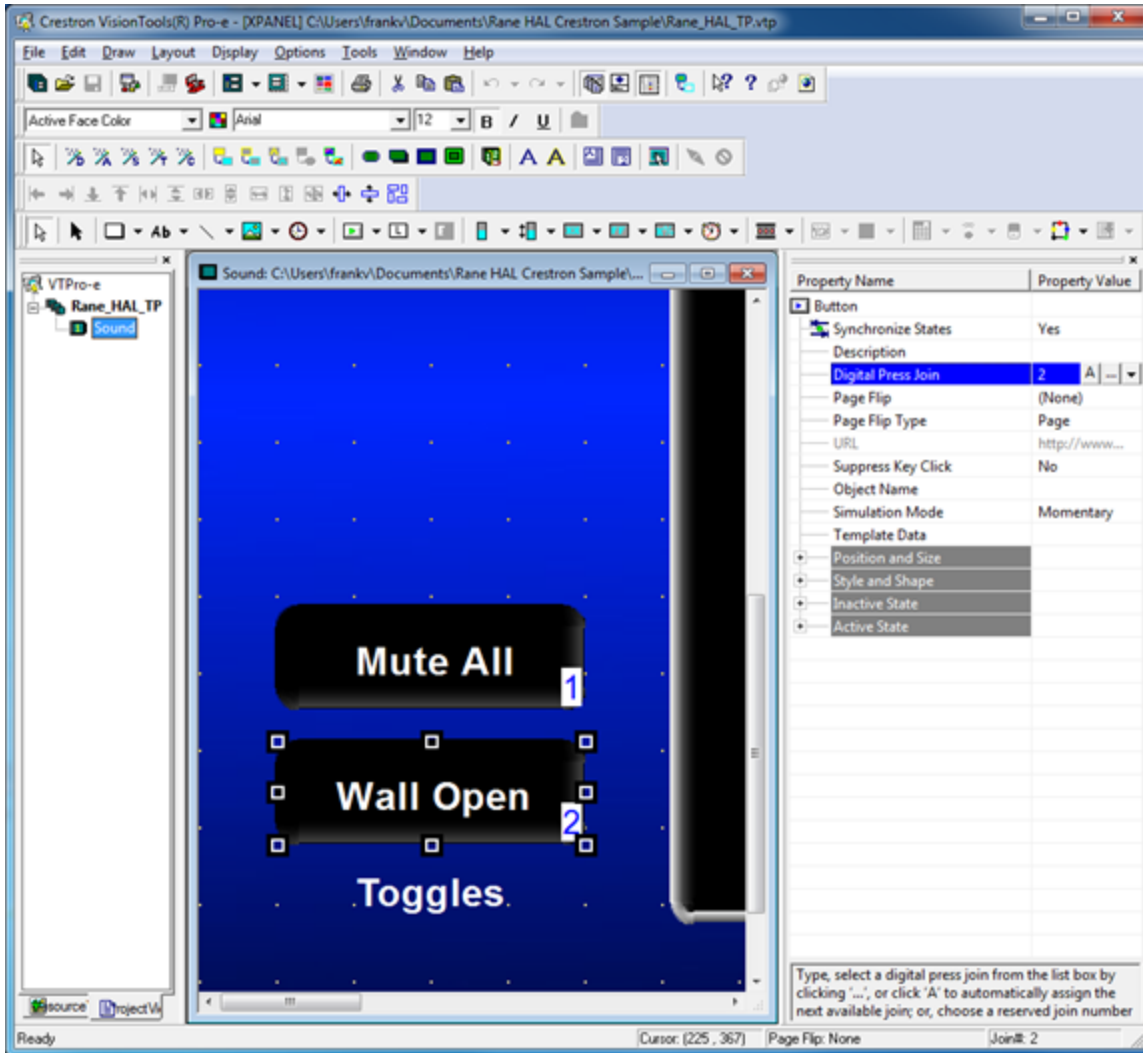 Crestron VisionTools(R) Pro-e - [XPANEL] C:\Users\frankv\Documents\Rane HAL Crestron Sample\Rane_HAL_TP.vtp
File Edit Draw Layout Display Options Tools Window Help
Active Face Color Arial 12 B / U
Ab
VTPro-e
Rane_HAL_TP
Sound
Sound: C:\Users\frankv\Documents\Rane HAL Crestron Sample\...
Mute All
1
Wall Open
2
Toggles
Property Name Property Value
Button
Synchronize States Yes
Description
Digital Press Join 2 A ...
Page Flip (None)
Page Flip Type Page
URL http://www...
Suppress Key Click No
Object Name
Simulation Mode Momentary
Template Data
Position and Size
Style and Shape
Inactive State
Active State
Type, select a digital press join from the list box by
clicking '...', or click 'A' to automatically assign the
next available join; or, choose a reserved join number
Ready Cursor: (225 , 367) Page Flip: None Join#: 2